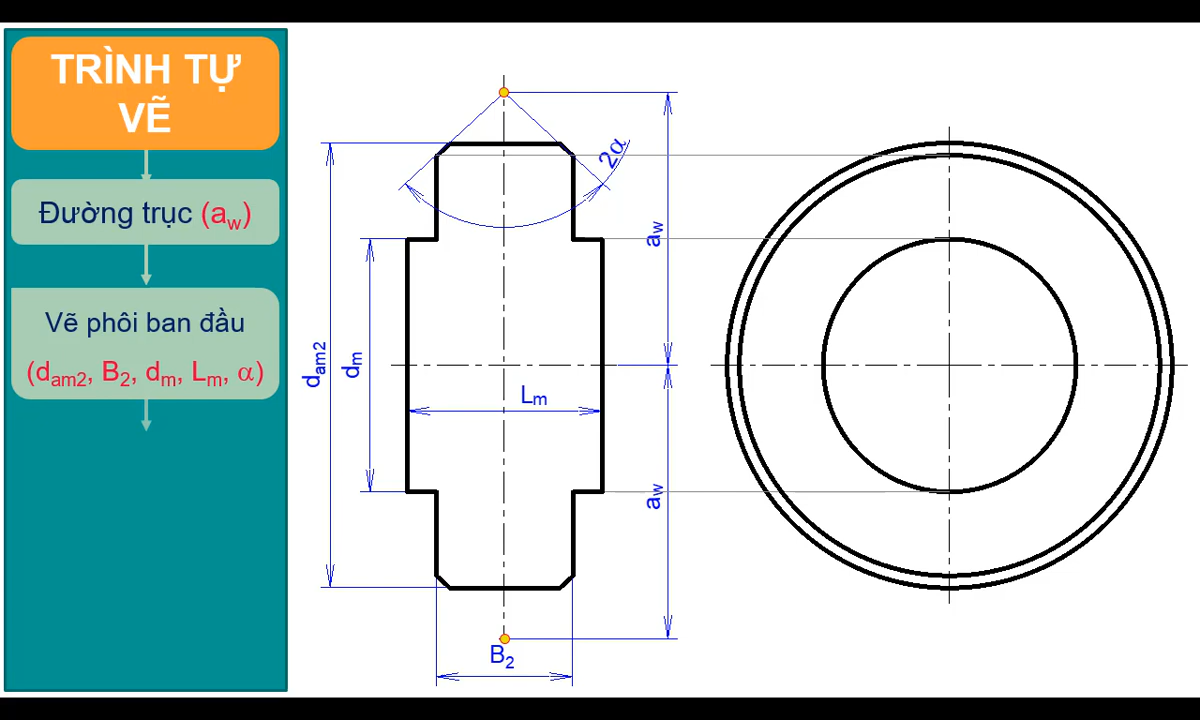 TRÌNH TỰ
VẼ
Đường trục (aw)
Vẽ phôi ban đầu
(dam2, B2, dm, Lm, α)
2α
aw
dam2
dm
Lm
aw
B2